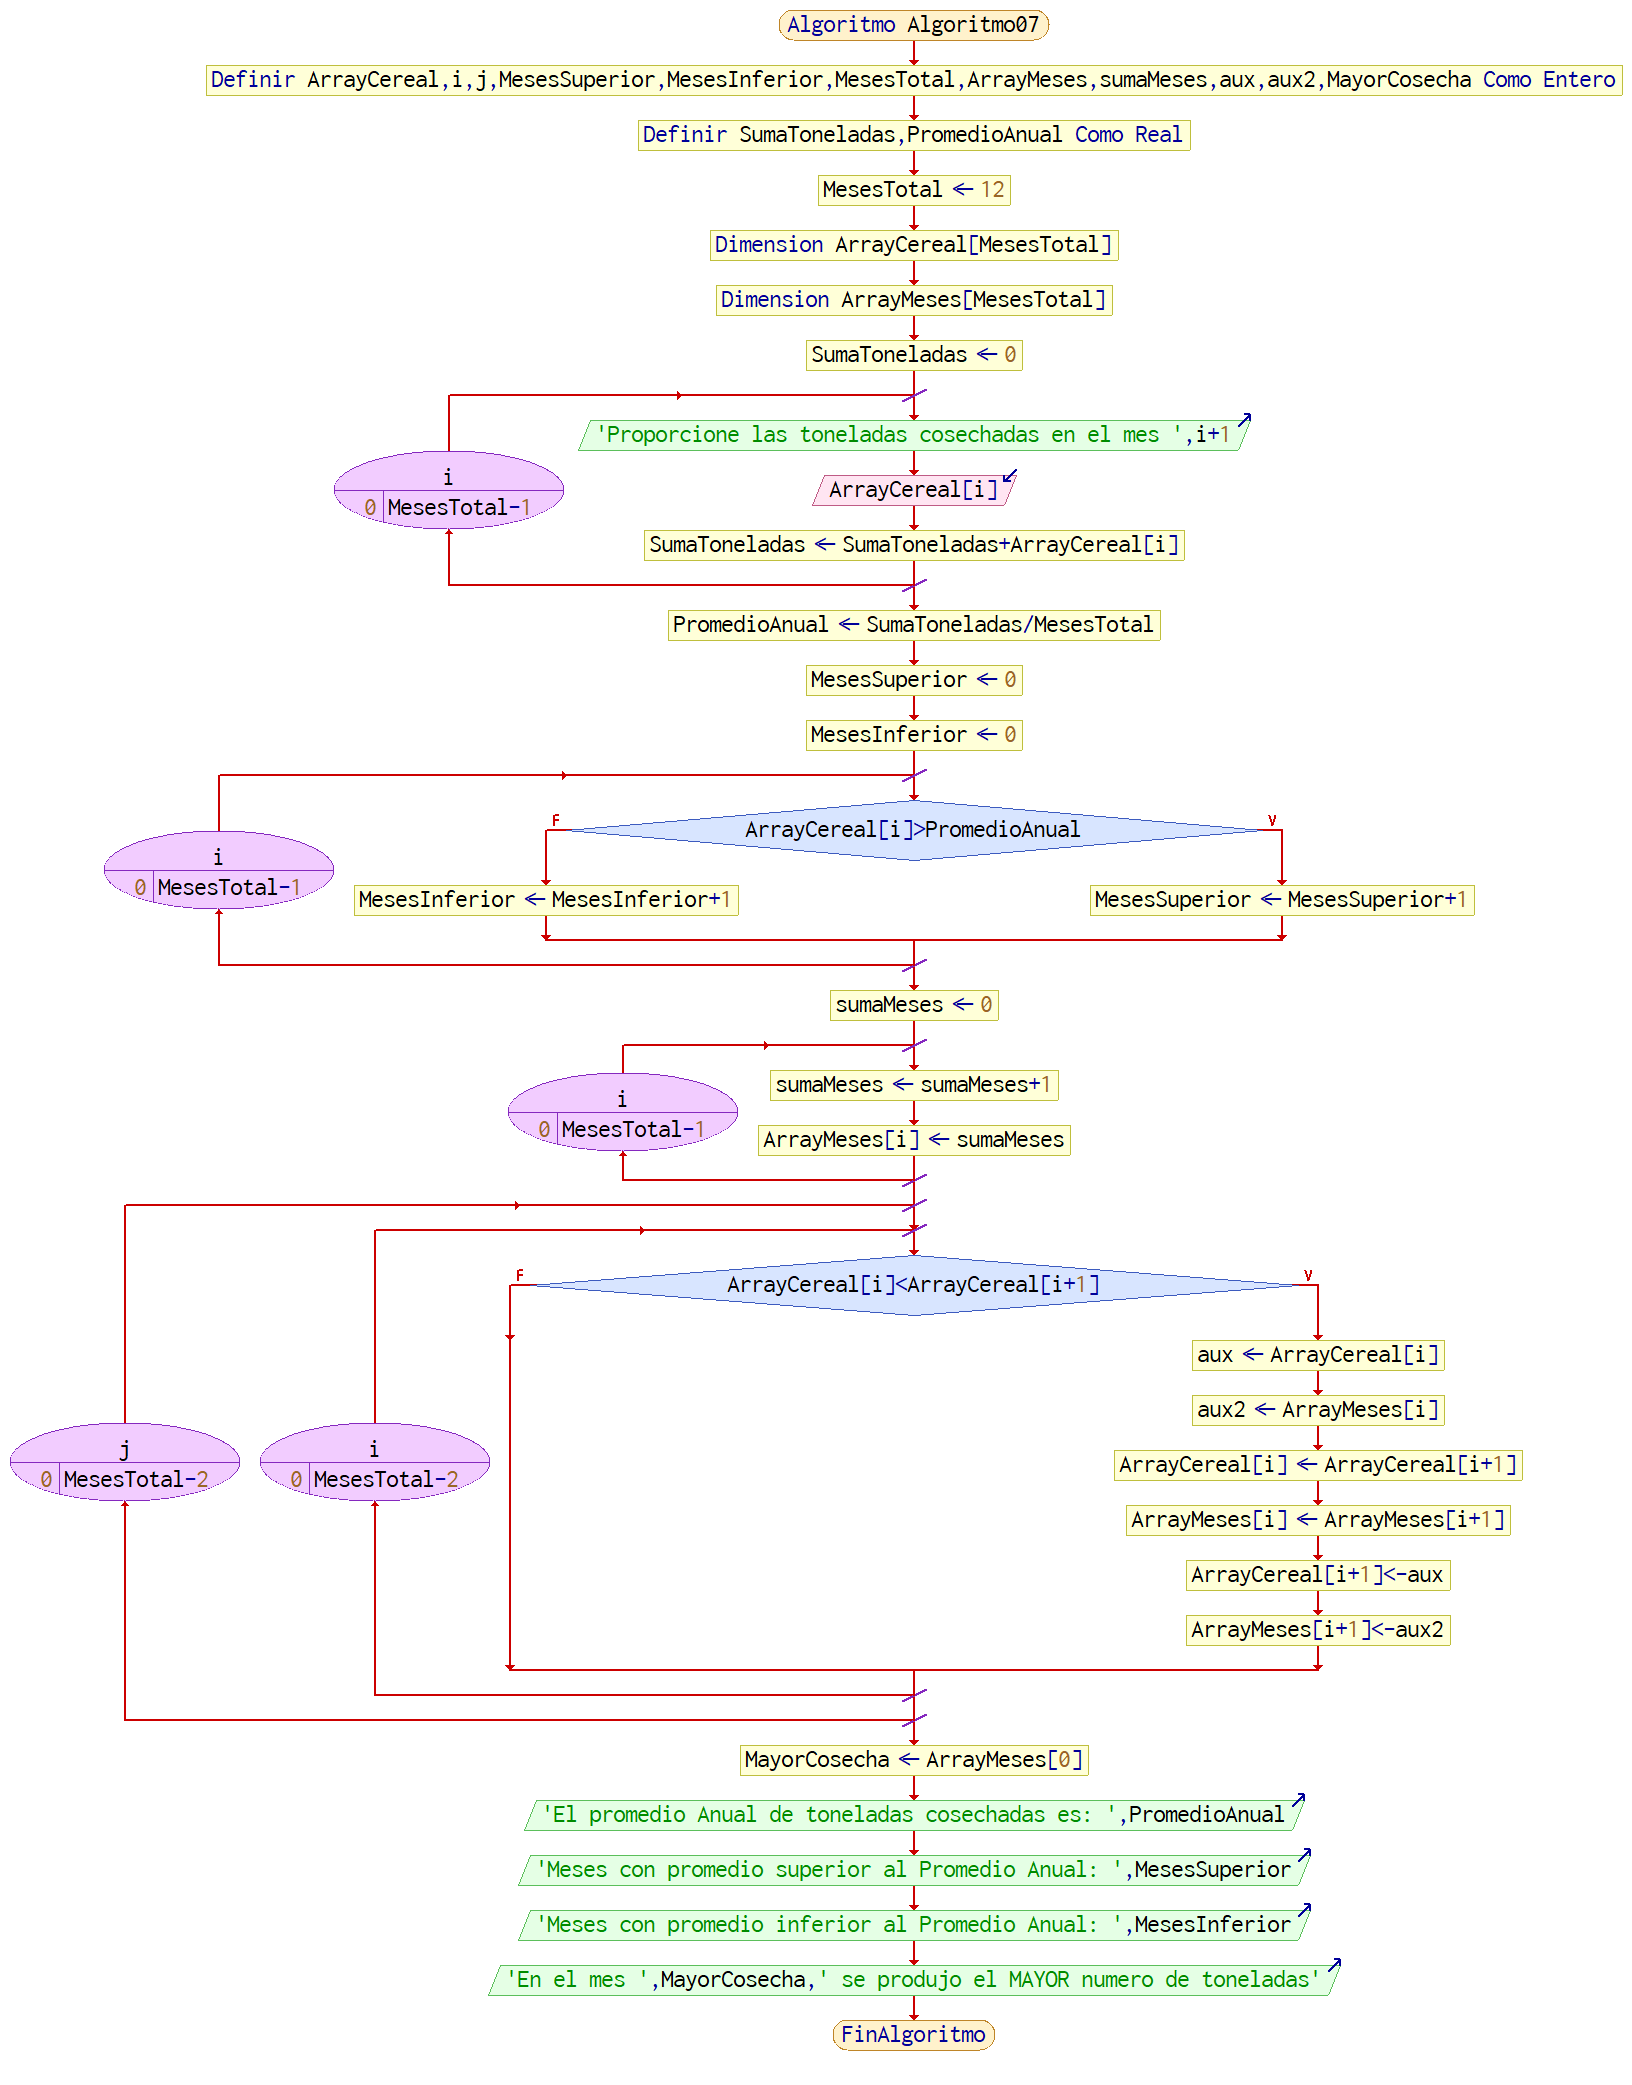 Algoritmo Algoritmo07
Definir ArrayCereal,i,j,MesesSuperior,MesesInferior,MesesTotal,ArrayMeses,sumaMeses,aux,aux2,MayorCosecha Como Entero
Definir SumaToneladas,PromedioAnual Como Real
MesesTotal ← 12
Dimension ArrayCereal[MesesTotal]
Dimension ArrayMeses[MesesTotal]
SumaToneladas ← 0
i
0 MesesTotal-1
'Proporcione las toneladas cosechadas en el mes ',i+1
ArrayCereal[i]
SumaToneladas ← SumaToneladas+ArrayCereal[i]
PromedioAnual ← SumaToneladas/MesesTotal
MesesSuperior ← 0
MesesInferior ← 0
i
0 MesesTotal-1
F
ArrayCereal[i]>PromedioAnual
V
MesesInferior ← MesesInferior+1
MesesSuperior ← MesesSuperior+1
sumaMeses ← 0
i
0 MesesTotal-1
sumaMeses ← sumaMeses+1
ArrayMeses[i] ← sumaMeses
j
0 MesesTotal-2
i
0 MesesTotal-2
F
ArrayCereal[i]<ArrayCereal[i+1]
V
aux ← ArrayCereal[i]
aux2 ← ArrayMeses[i]
ArrayCereal[i] ← ArrayCereal[i+1]
ArrayMeses[i] ← ArrayMeses[i+1]
ArrayCereal[i+1]<-aux
ArrayMeses[i+1]<-aux2
MayorCosecha ← ArrayMeses[0]
'El promedio Anual de toneladas cosechadas es: ',PromedioAnual
'Meses con promedio superior al Promedio Anual: ',MesesSuperior
'Meses con promedio inferior al Promedio Anual: ',MesesInferior
'En el mes ',MayorCosecha,' se produjo el MAYOR numero de toneladas'
FinAlgoritmo